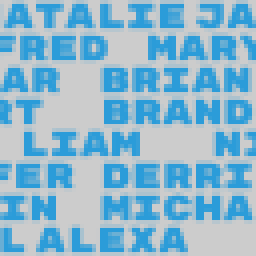 ATALIE JA
FRED MARY
AR BRIAN
RT BRAND
LIAM NI
FER DERRI
IN MICHA
L ALEXA